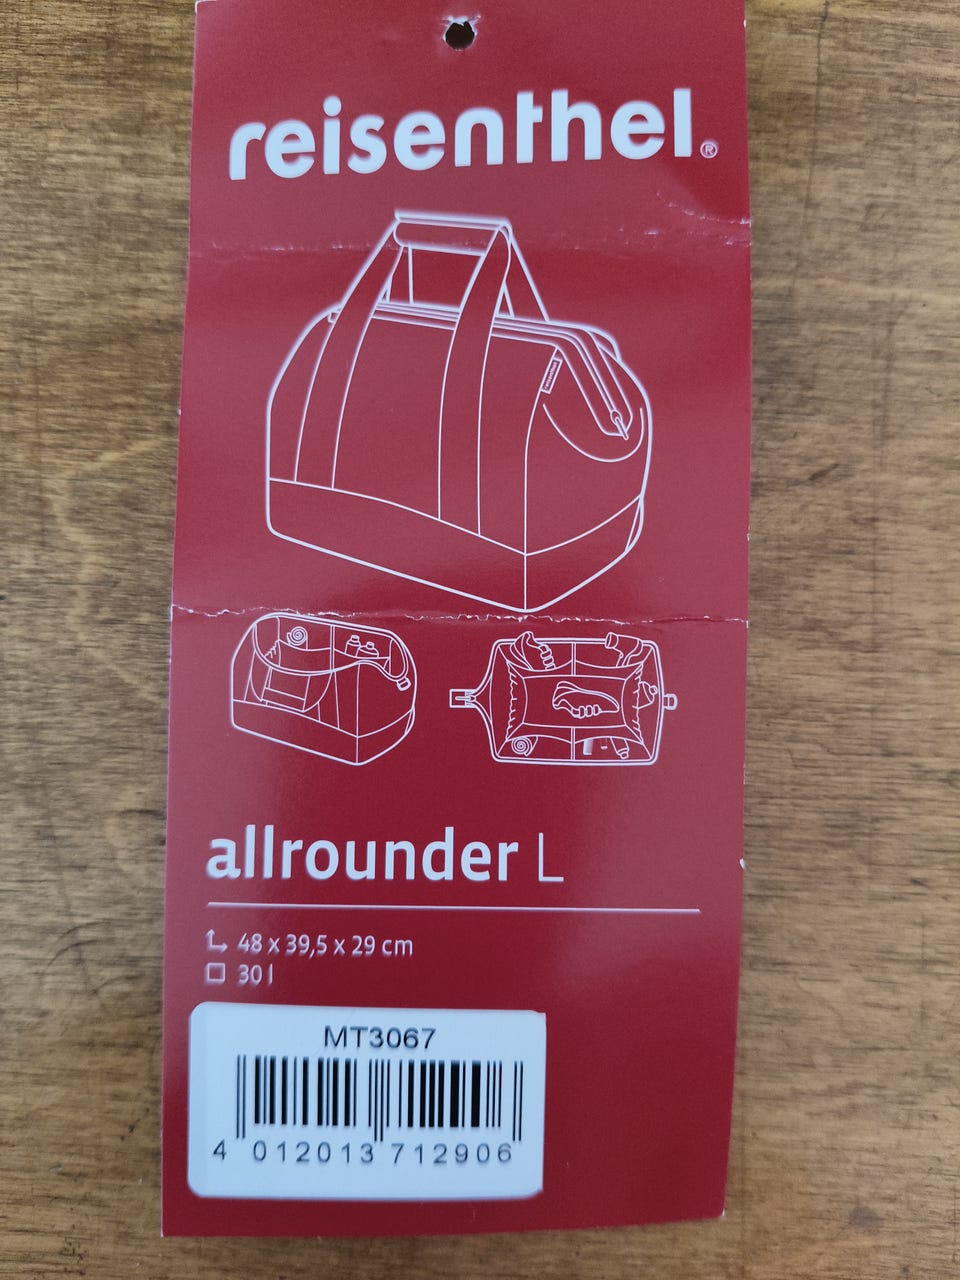 reisenthel®
allrounder L
48 x 39,5 x 29 cm
30 l
MT3067
4 012013 712906